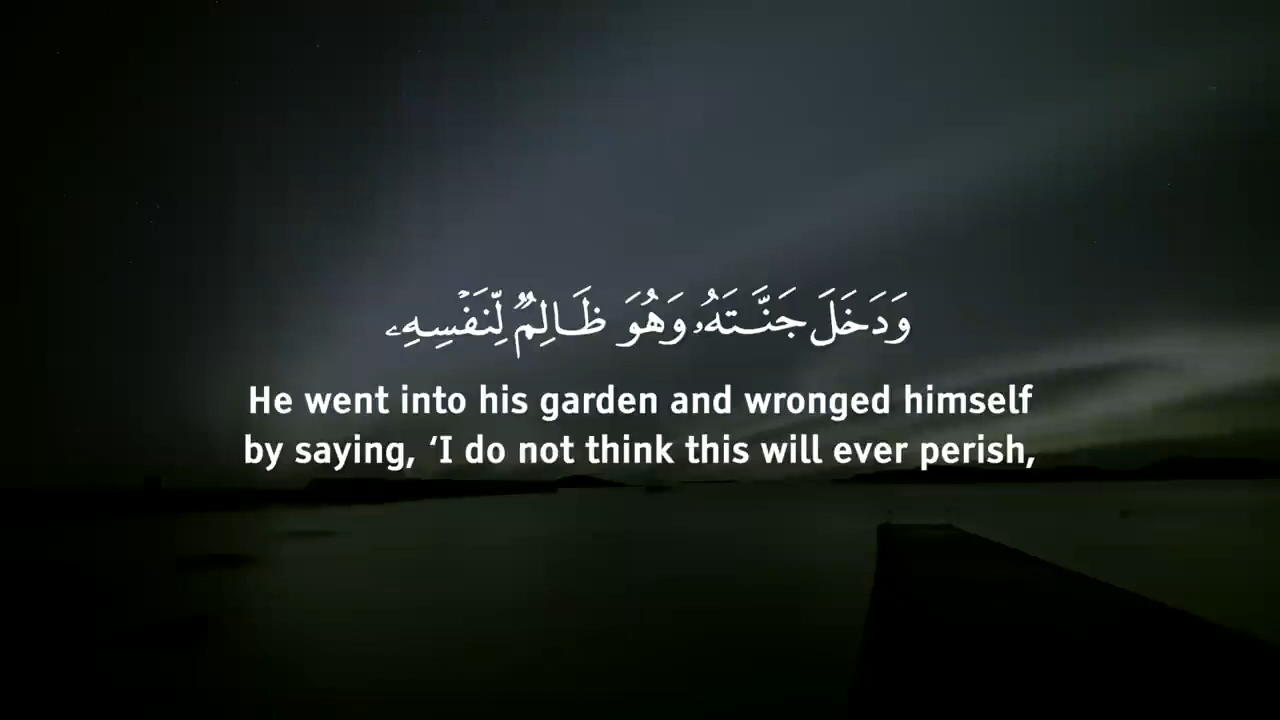 وَدَخَلَ جَنَّتَهُۥ وَهُوَ ظَالِمٌۭ لِّنَفْسِهِۦ
He went into his garden and wronged himself
by saying, ‘I do not think this will ever perish,